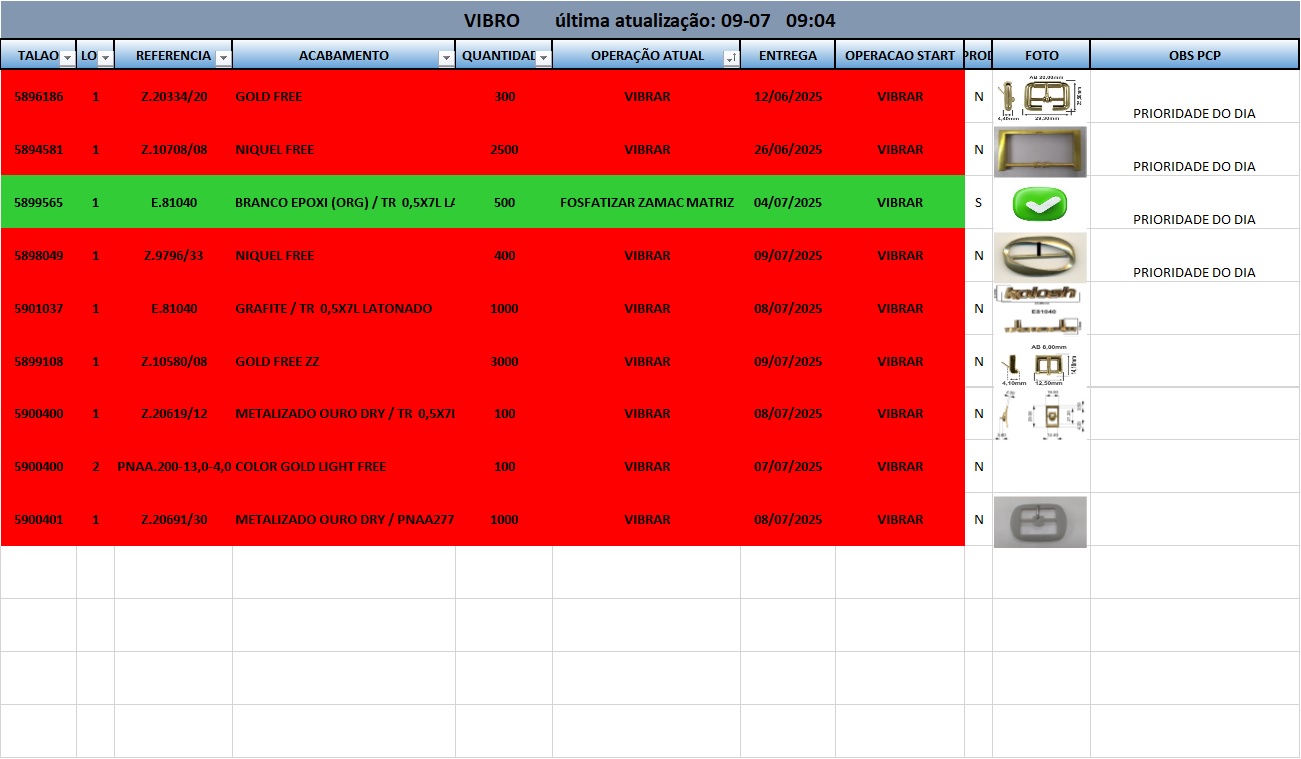 VIBRO última atualização: 09-07 09:04
TALAO LO REFERENCIA ACABAMENTO QUANTIDAD OPERAÇÃO ATUAL ENTREGA OPERACAO START PROD FOTO OBS PCP
5896186 1 Z.20334/20 GOLD FREE 300 VIBRAR 12/06/2025 VIBRAR N AB 20,00mm 4,40mm 29,30mm PRIORIDADE DO DIA
5894581 1 Z.10708/08 NIQUEL FREE 2500 VIBRAR 26/06/2025 VIBRAR N PRIORIDADE DO DIA
5899565 1 E.81040 BRANCO EPOXI (ORG) / TR 0,5X7L LA 500 FOSFATIZAR ZAMAC MATRIZ 04/07/2025 VIBRAR S PRIORIDADE DO DIA
5898049 1 Z.9796/33 NIQUEL FREE 400 VIBRAR 09/07/2025 VIBRAR N PRIORIDADE DO DIA
5901037 1 E.81040 GRAFITE / TR 0,5X7L LATONADO 1000 VIBRAR 08/07/2025 VIBRAR N kolosh E81040
5899108 1 Z.10580/08 GOLD FREE ZZ 3000 VIBRAR 09/07/2025 VIBRAR N AB 8,00mm 14,10mm 4,10mm 12,50mm
5900400 1 Z.20619/12 METALIZADO OURO DRY / TR 0,5X7L 100 VIBRAR 08/07/2025 VIBRAR N
5900400 2 PNAA.200-13,0-4,0 COLOR GOLD LIGHT FREE 100 VIBRAR 07/07/2025 VIBRAR N
5900401 1 Z.20691/30 METALIZADO OURO DRY / PNAA277 1000 VIBRAR 08/07/2025 VIBRAR N